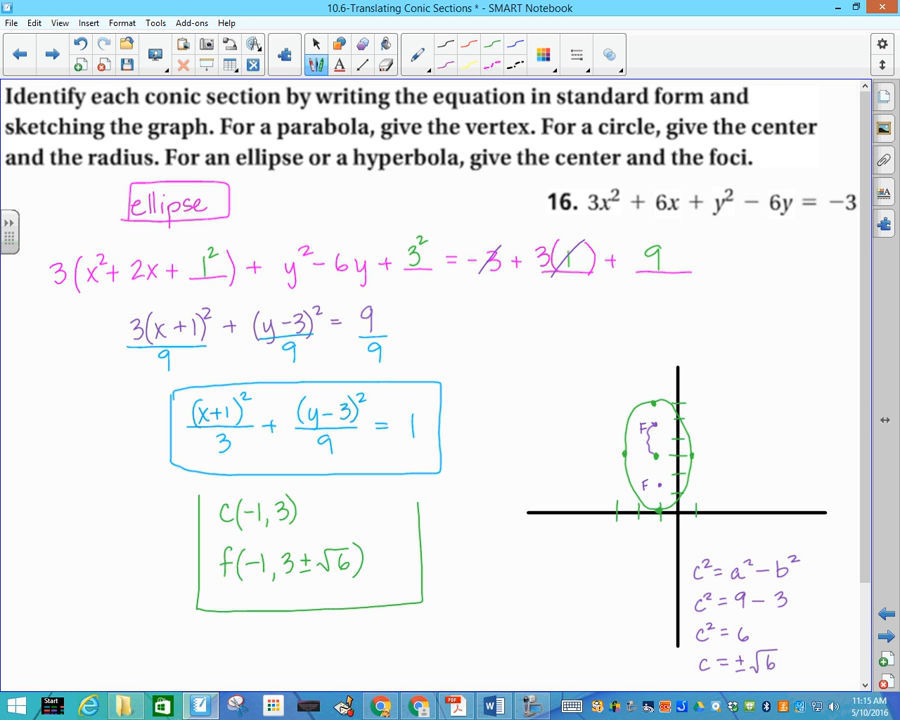 10.6-Translating Conic Sections * - SMART Notebook
File Edit View Insert Format Tools Add-ons Help
Identify each conic section by writing the equation in standard form and
sketching the graph. For a parabola, give the vertex. For a circle, give the center
and the radius. For an ellipse or a hyperbola, give the center and the foci.
ellipse
16. 3x² + 6x + y² − 6y = −3
3(x² + 2x + 1²) + y² − 6y + 3² = −3 + 3(1) + 9
3(x+1)²/9 + (y−3)²/9 = 9/9
(x+1)²/3 + (y−3)²/9 = 1
F
F
c(-1, 3)
f(-1, 3 ± √6)
c² = a² − b²
c² = 9 − 3
c² = 6
c = ± √6
Start
11:15 AM
5/10/2016